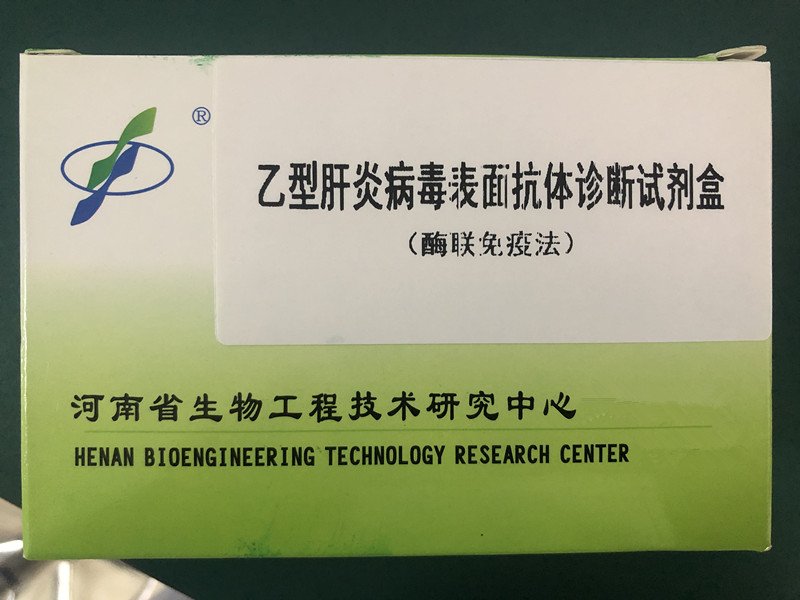 ®
乙型肝炎病毒表面抗体诊断试剂盒
（酶联免疫法）
河南省生物工程技术研究中心
HENAN BIOENGINEERING TECHNOLOGY RESEARCH CENTER